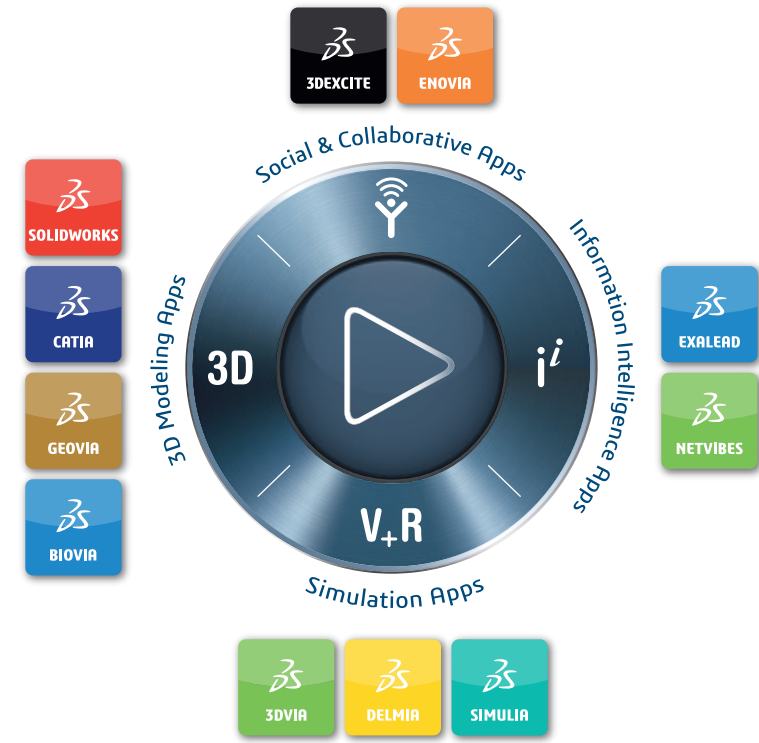 3DEXCITE
ENOVIA
Social & Collaborative Apps
SOLIDWORKS
CATIA
GEOVIA
BIOVIA
3D Modeling Apps
3D
Information Intelligence Apps
iⁱ
EXALEAD
NETVIBES
V+R
Simulation Apps
3DVIA
DELMIA
SIMULIA